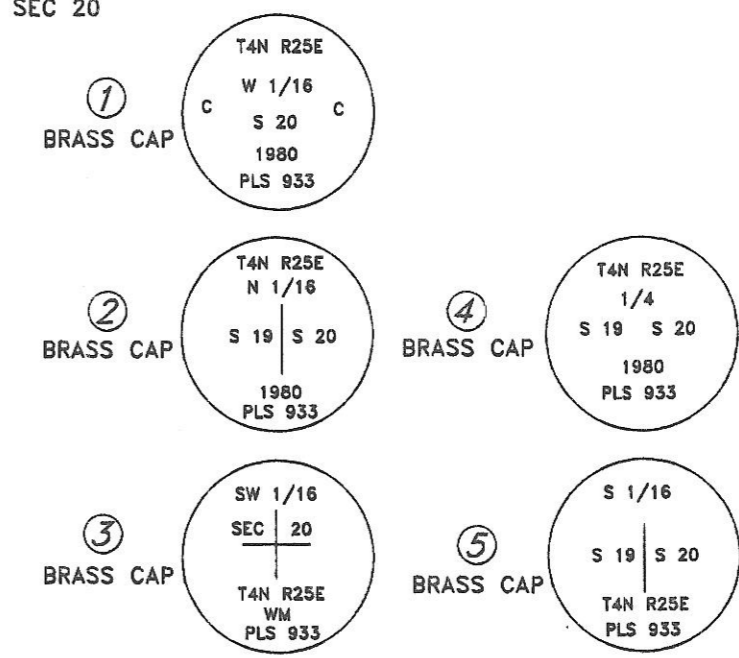 SEC 20
T4N R25E
W 1/16
C C
S 20
1980
PLS 933
1
BRASS CAP
T4N R25E
N 1/16
S 19 S 20
1980
PLS 933
2
BRASS CAP
T4N R25E
1/4
S 19 S 20
1980
PLS 933
4
BRASS CAP
SW 1/16
SEC 20
T4N R25E
WM
PLS 933
3
BRASS CAP
S 1/16
S 19 S 20
T4N R25E
PLS 933
5
BRASS CAP